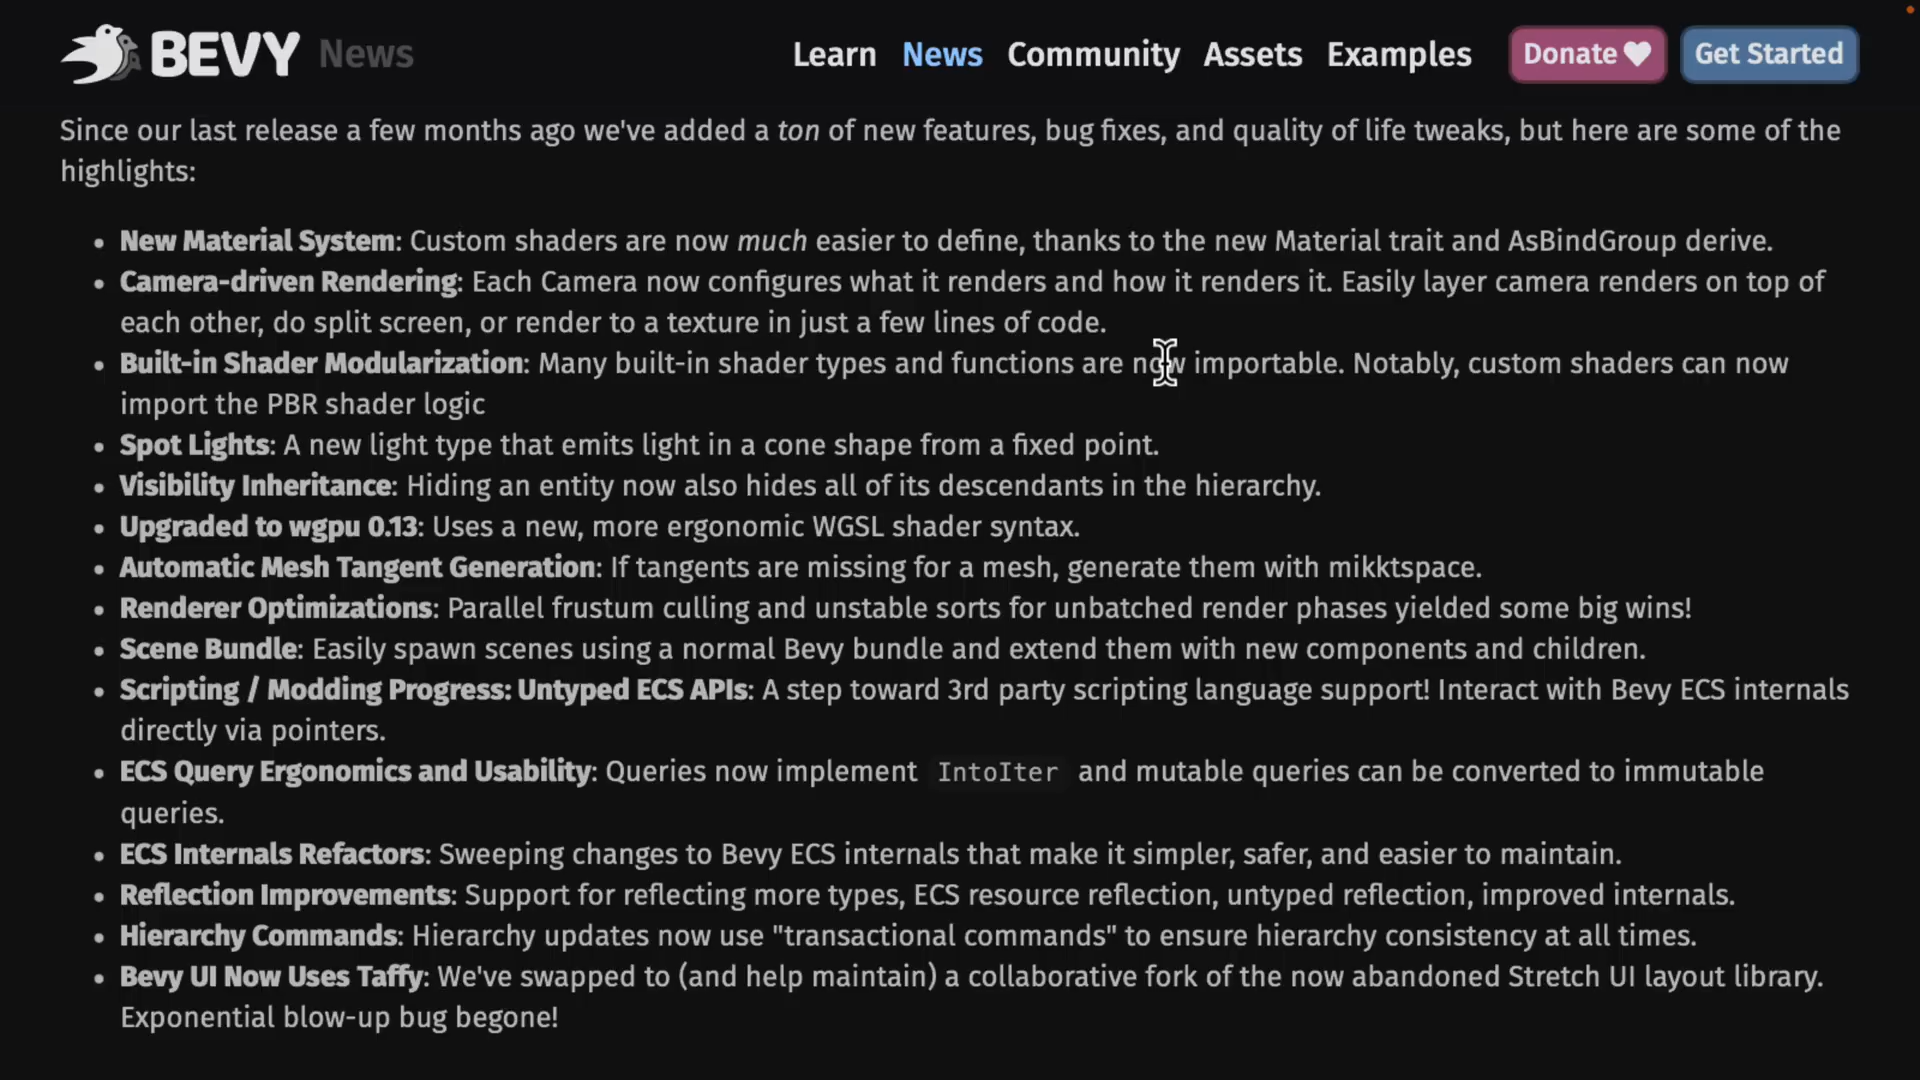 BEVY News Learn News Community Assets Examples Donate Get Started
Since our last release a few months ago we've added a ton of new features, bug fixes, and quality of life tweaks, but here are some of the
highlights:
• New Material System: Custom shaders are now much easier to define, thanks to the new Material trait and AsBindGroup derive.
• Camera-driven Rendering: Each Camera now configures what it renders and how it renders it. Easily layer camera renders on top of
each other, do split screen, or render to a texture in just a few lines of code.
• Built-in Shader Modularization: Many built-in shader types and functions are now importable. Notably, custom shaders can now
import the PBR shader logic
• Spot Lights: A new light type that emits light in a cone shape from a fixed point.
• Visibility Inheritance: Hiding an entity now also hides all of its descendants in the hierarchy.
• Upgraded to wgpu 0.13: Uses a new, more ergonomic WGSL shader syntax.
• Automatic Mesh Tangent Generation: If tangents are missing for a mesh, generate them with mikktspace.
• Renderer Optimizations: Parallel frustum culling and unstable sorts for unbatched render phases yielded some big wins!
• Scene Bundle: Easily spawn scenes using a normal Bevy bundle and extend them with new components and children.
• Scripting / Modding Progress: Untyped ECS APIs: A step toward 3rd party scripting language support! Interact with Bevy ECS internals
directly via pointers.
• ECS Query Ergonomics and Usability: Queries now implement IntoIter and mutable queries can be converted to immutable
queries.
• ECS Internals Refactors: Sweeping changes to Bevy ECS internals that make it simpler, safer, and easier to maintain.
• Reflection Improvements: Support for reflecting more types, ECS resource reflection, untyped reflection, improved internals.
• Hierarchy Commands: Hierarchy updates now use "transactional commands" to ensure hierarchy consistency at all times.
• Bevy UI Now Uses Taffy: We've swapped to (and help maintain) a collaborative fork of the now abandoned Stretch UI layout library.
Exponential blow-up bug begone!